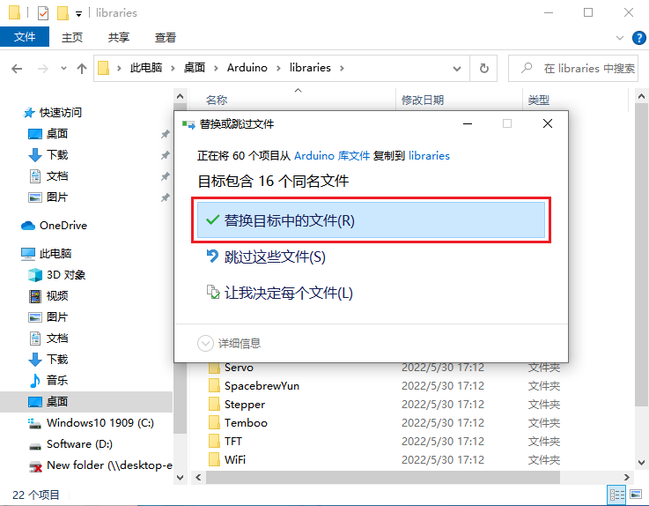 libraries
文件 主页 共享 查看
此电脑 > 桌面 > Arduino > libraries >
在 libraries 中搜索
名称 修改日期 类型
快速访问
桌面
下载
文档
图片
OneDrive
此电脑
3D 对象
视频
图片
文档
下载
音乐
桌面
Windows10 1909 (C:)
Software (D:)
New folder (\\desktop-e
替换或跳过文件
正在将 60 个项目从 Arduino 库文件 复制到 libraries
目标包含 16 个同名文件
替换目标中的文件(R)
跳过这些文件(S)
让我决定每个文件(L)
详细信息
Servo 2022/5/30 17:12 文件夹
SpacebrewYun 2022/5/30 17:12 文件夹
Stepper 2022/5/30 17:12 文件夹
Temboo 2022/5/30 17:12 文件夹
TFT 2022/5/30 17:12 文件夹
WiFi 2022/5/30 17:12 文件夹
22 个项目